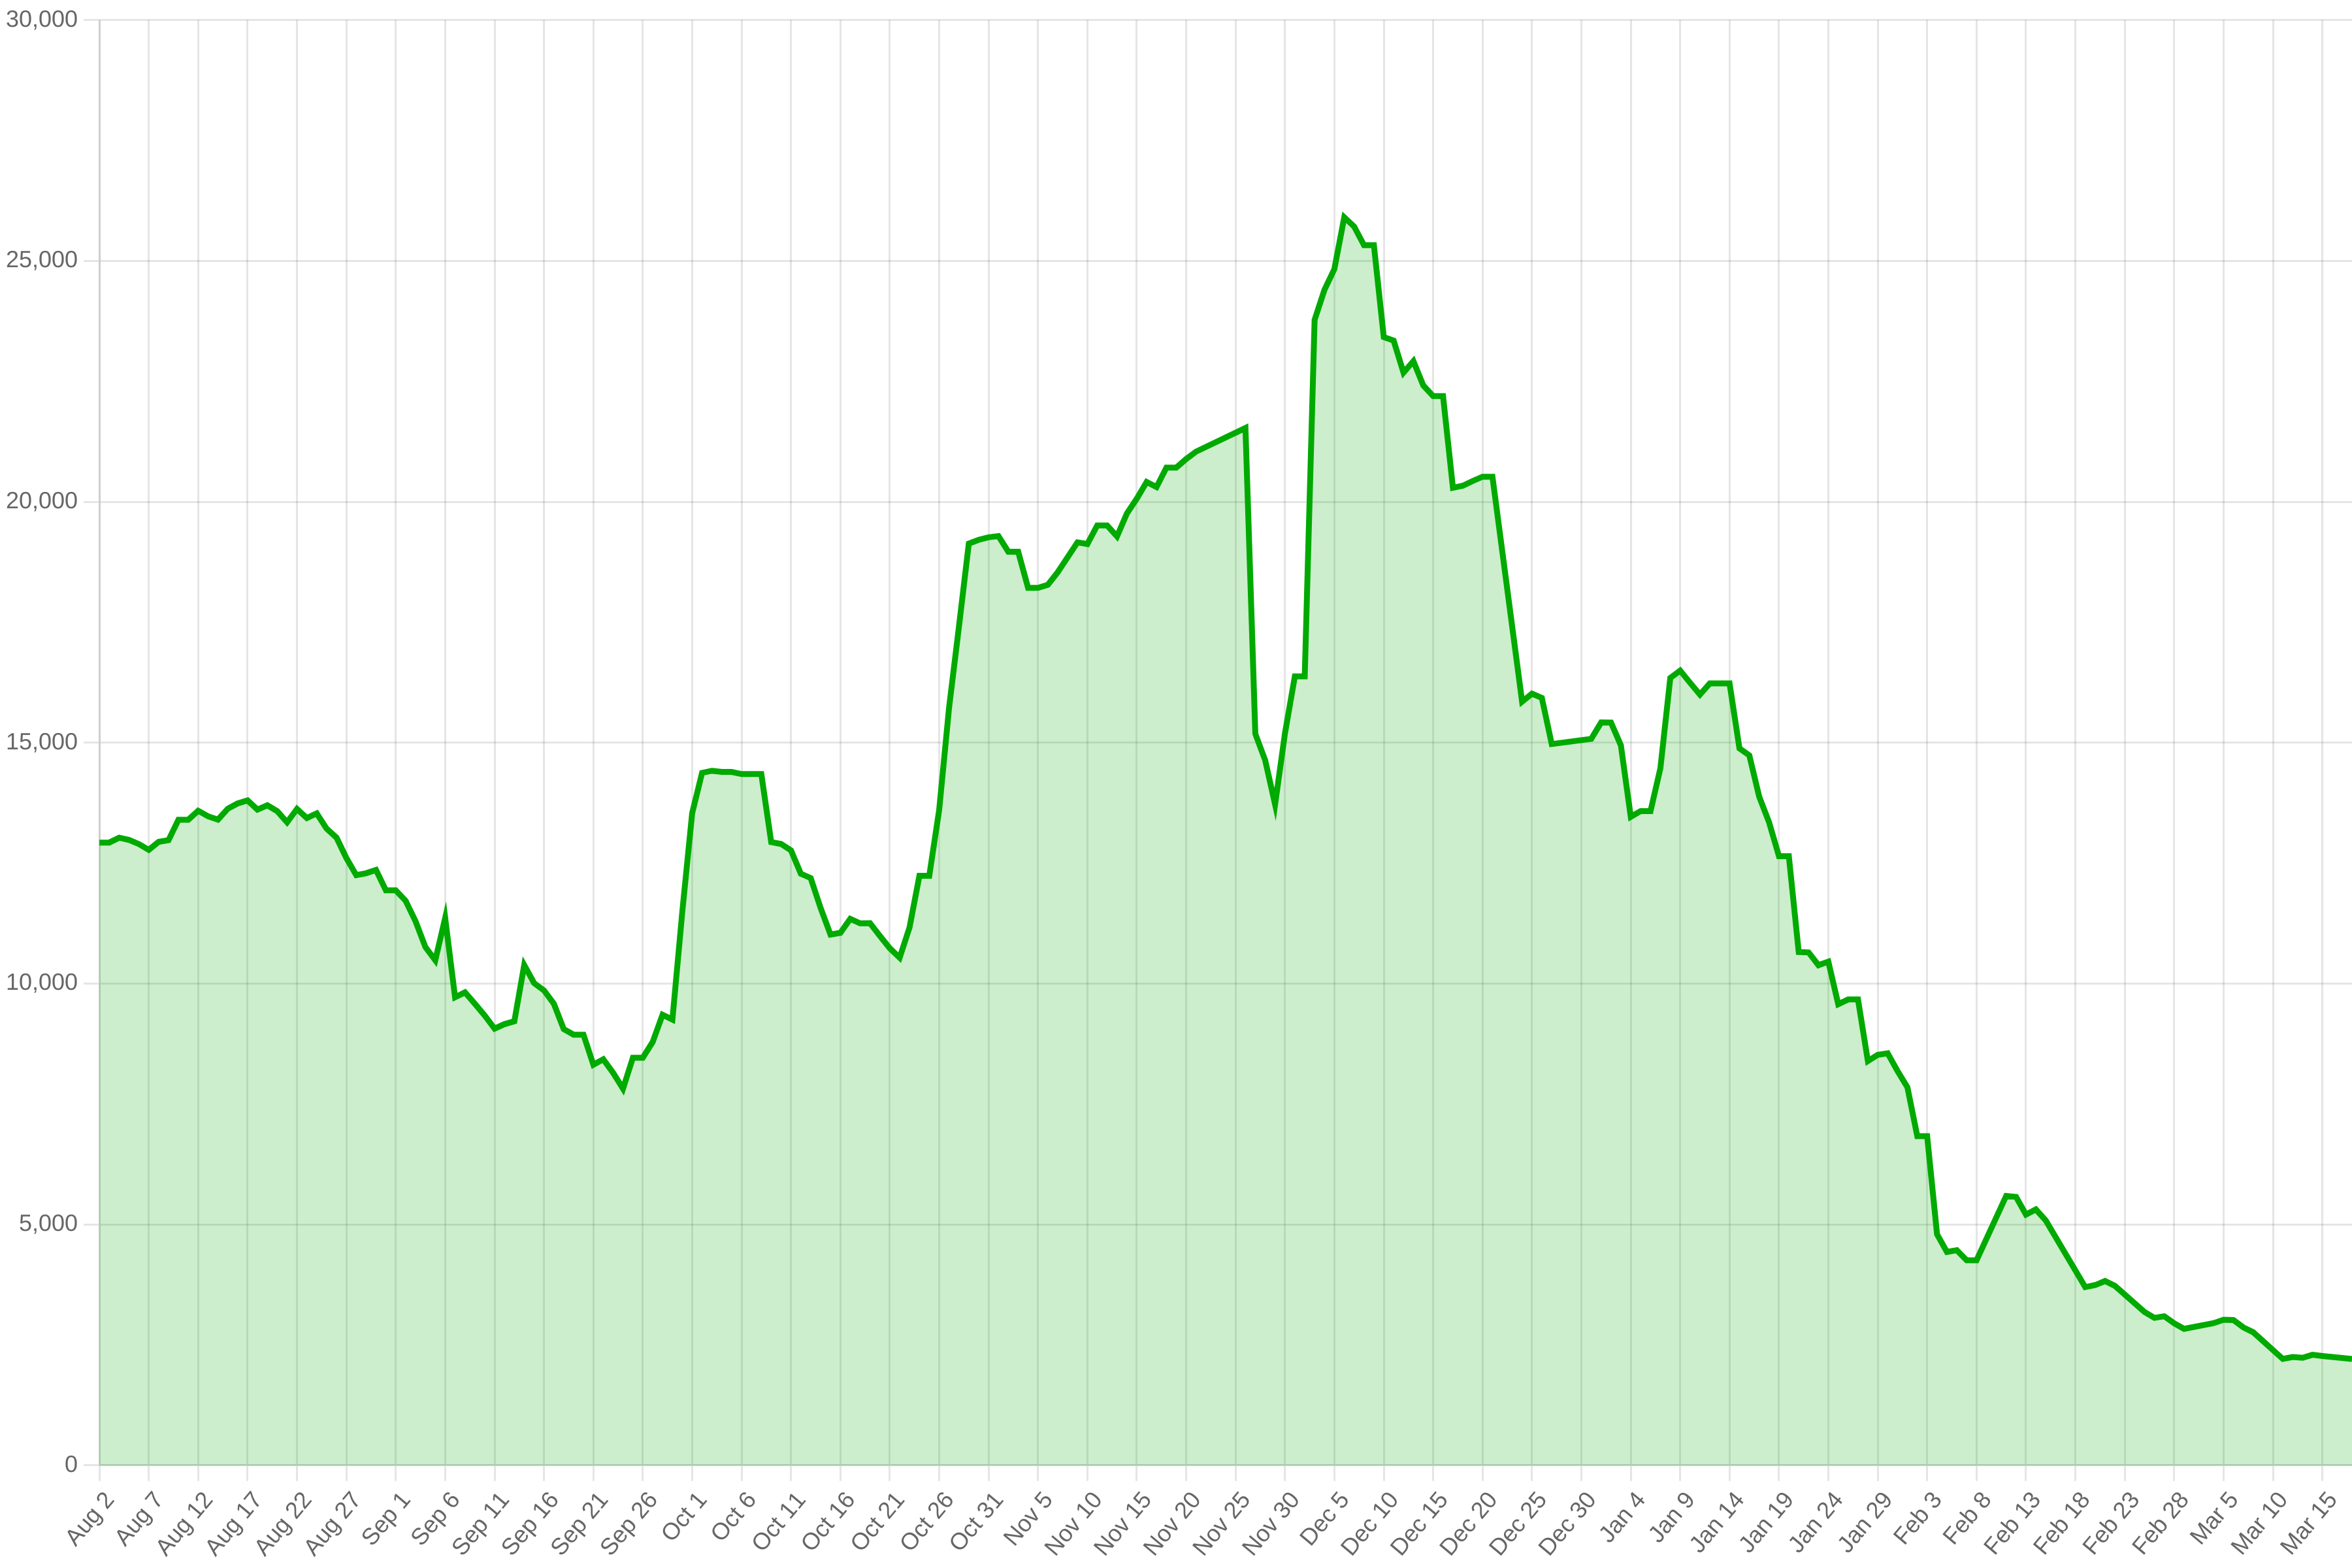 30,000
25,000
20,000
15,000
10,000
5,000
0
Aug 2
Aug 7
Aug 12
Aug 17
Aug 22
Aug 27
Sep 1
Sep 6
Sep 11
Sep 16
Sep 21
Sep 26
Oct 1
Oct 6
Oct 11
Oct 16
Oct 21
Oct 26
Oct 31
Nov 5
Nov 10
Nov 15
Nov 20
Nov 25
Nov 30
Dec 5
Dec 10
Dec 15
Dec 20
Dec 25
Dec 30
Jan 4
Jan 9
Jan 14
Jan 19
Jan 24
Jan 29
Feb 3
Feb 8
Feb 13
Feb 18
Feb 23
Feb 28
Mar 5
Mar 10
Mar 15